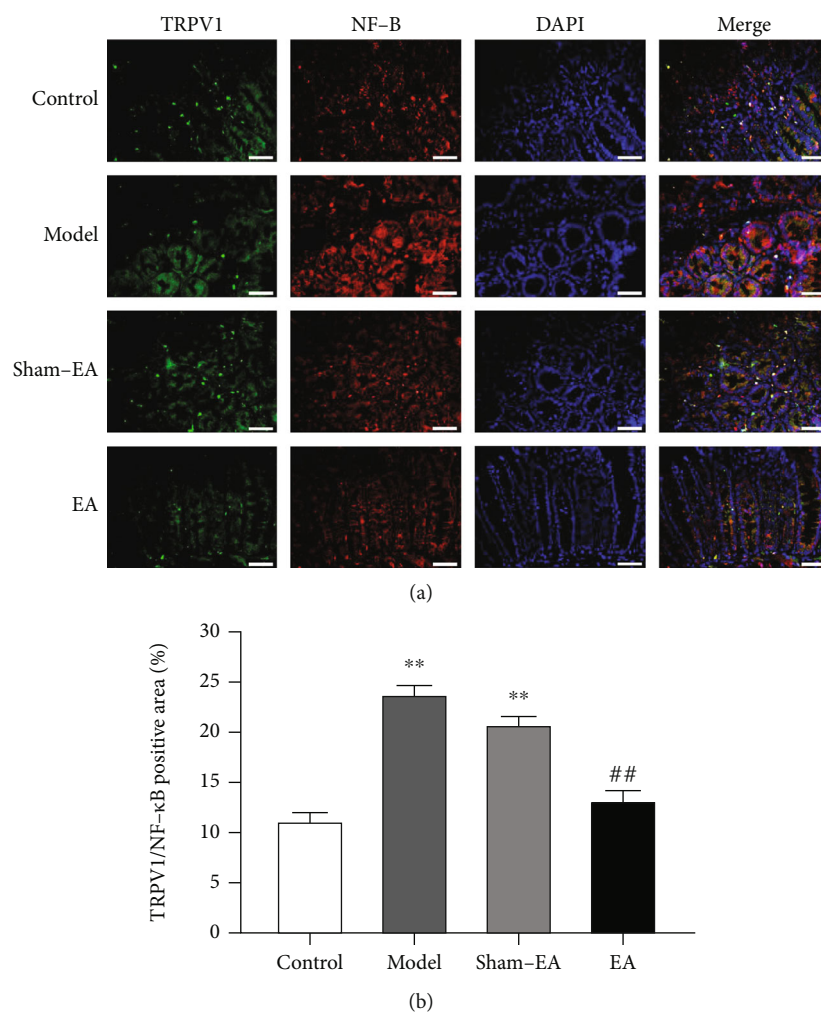 TRPV1 NF–B DAPI Merge
Control
Model
Sham–EA
EA
(a)
TRPV1/NF–κB positive area (%)
30
25
20
15
10
5
0
**
**
##
Control Model Sham–EA EA
(b)